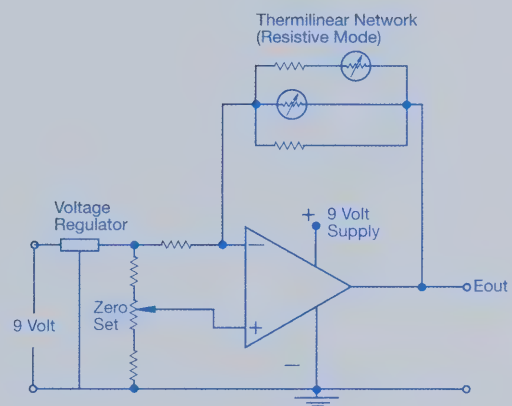 Thermilinear Network
(Resistive Mode)
Voltage
Regulator
+ 9 Volt
Supply
−
Eout
Zero
Set
+
9 Volt
−